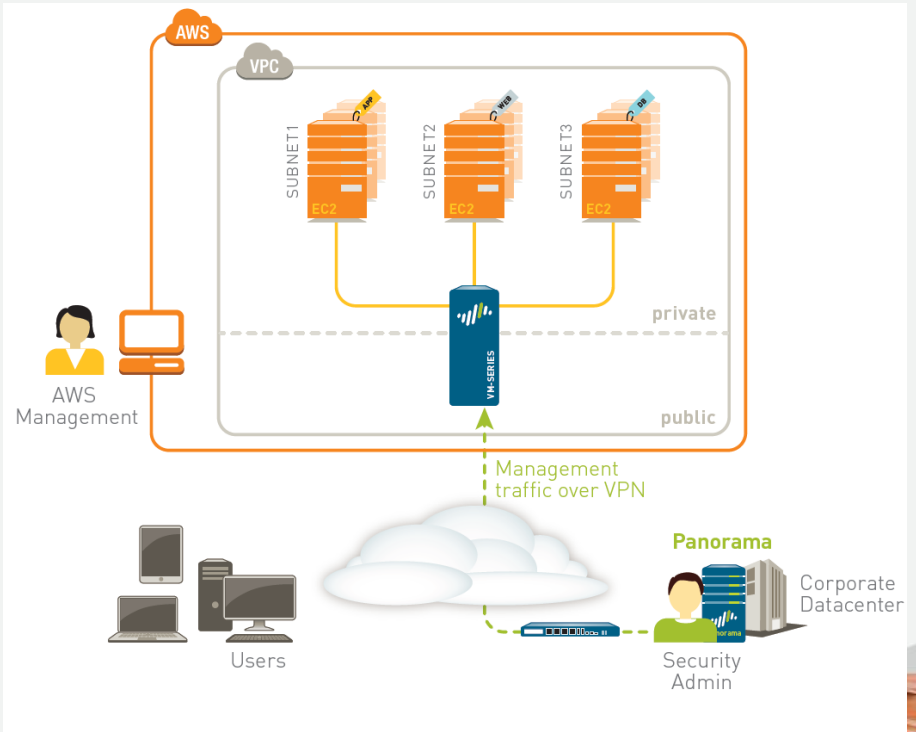 AWS
VPC
APP
WEB
DB
SUBNET1
SUBNET2
SUBNET3
EC2
EC2
EC2
private
VM-SERIES
public
AWS
Management
Management
traffic over VPN
Panorama
Corporate
Datacenter
Users
Security
Admin